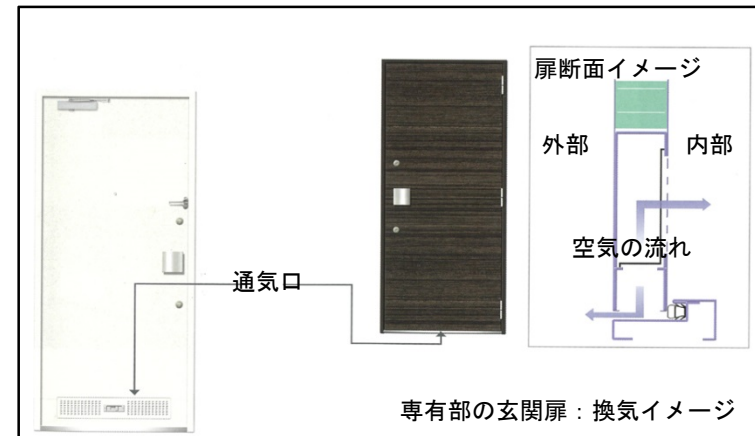 扉断面イメージ
外部
内部
空気の流れ
通気口
専有部の玄関扉：換気イメージ